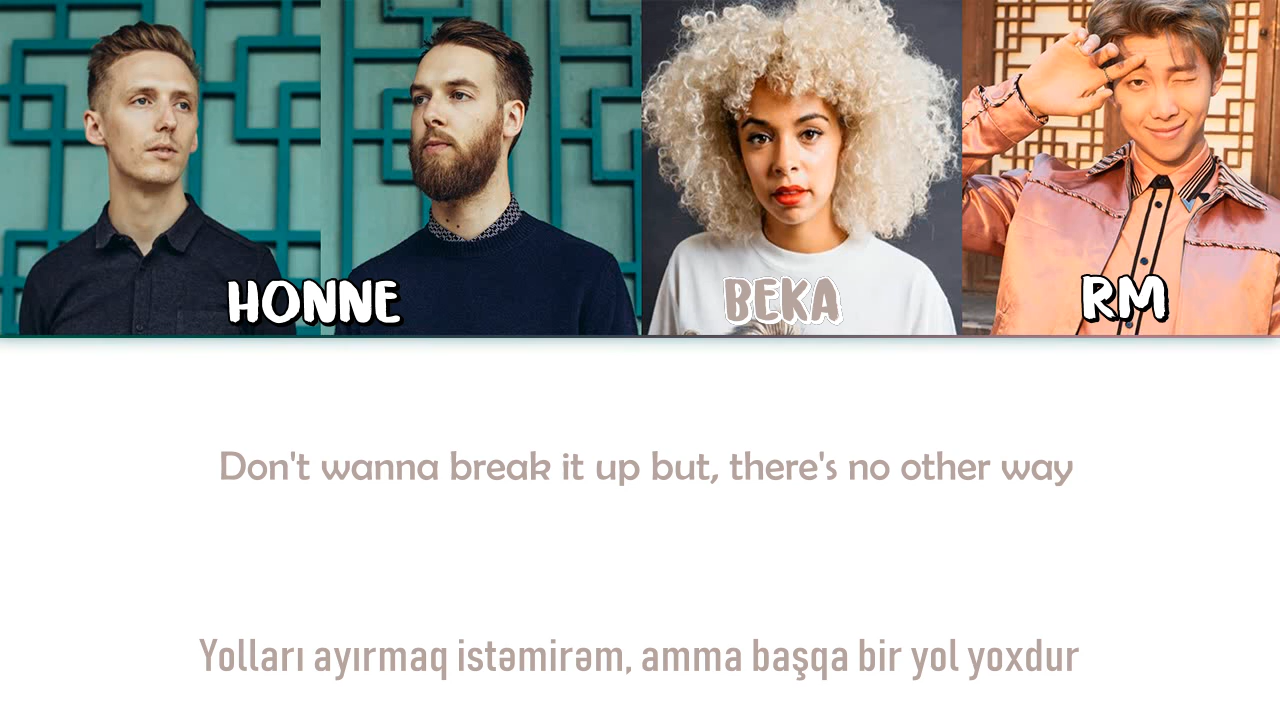 HONNE
BEKA
RM
Don't wanna break it up but, there's no other way
Yolları ayırmaq istəmirəm, amma başqa bir yol yoxdur